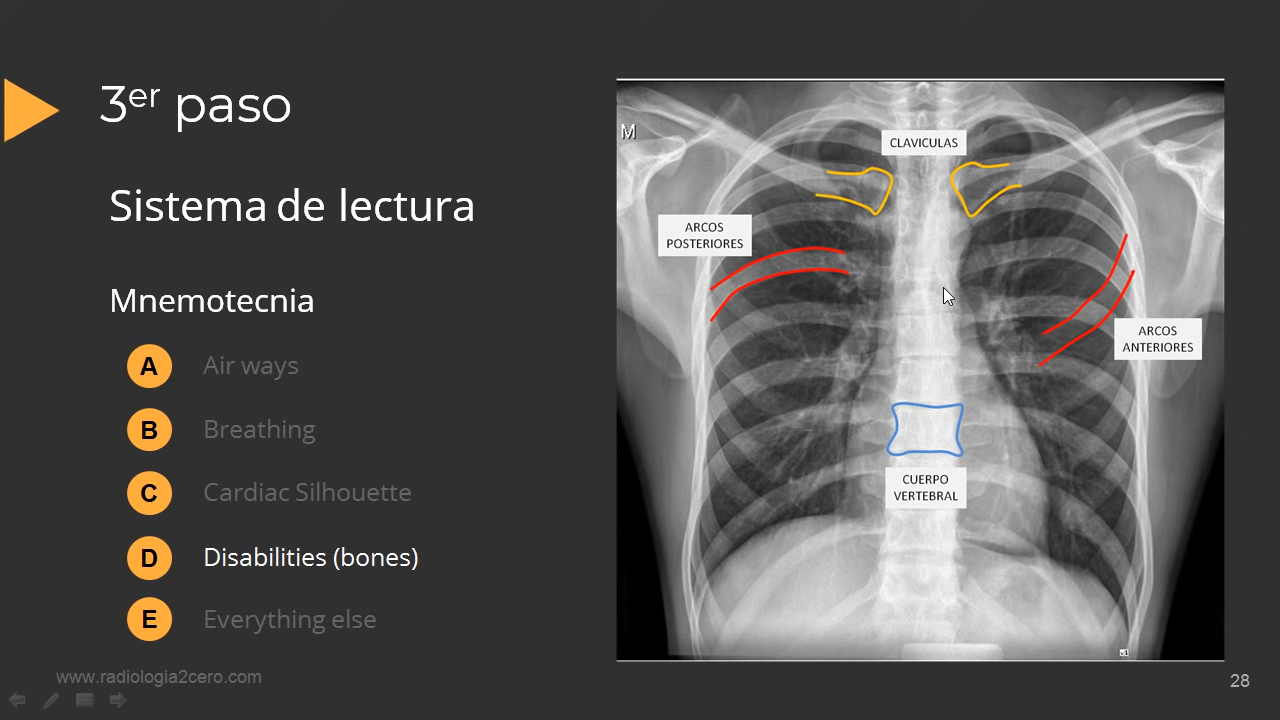 3er paso
Sistema de lectura
Mnemotecnia
A Air ways
B Breathing
C Cardiac Silhouette
D Disabilities (bones)
E Everything else
www.radiologia2cero.com
M
CLAVICULAS
ARCOS
POSTERIORES
ARCOS
ANTERIORES
CUERPO
VERTEBRAL
28